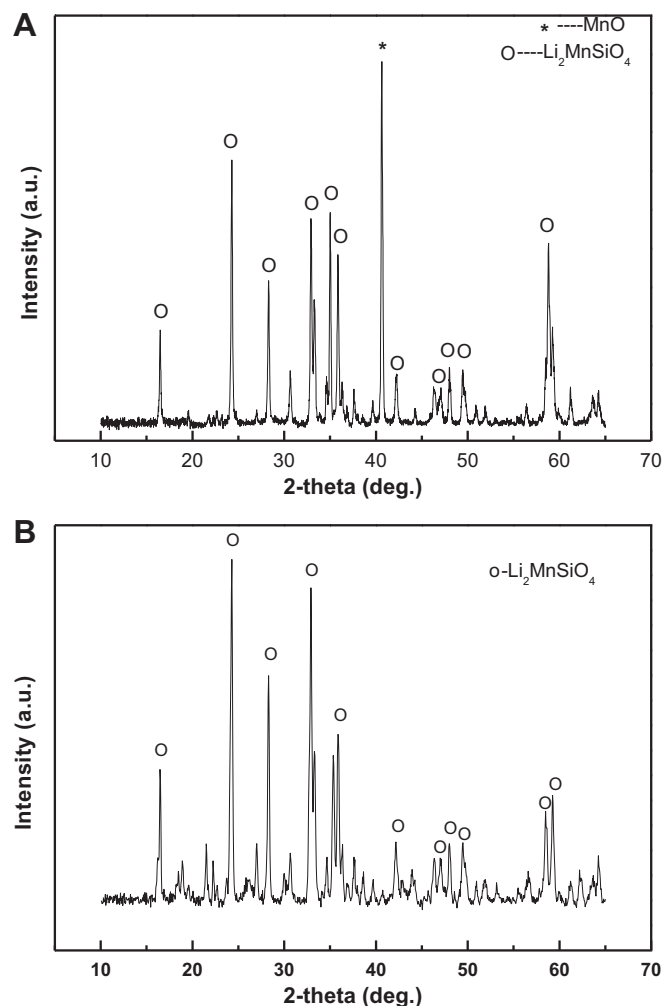 A
* ----MnO
O----Li₂MnSiO₄
*
O
O
O
O
O
O
O
O
O
O
O
Intensity (a.u.)
10 20 30 40 50 60 70
2-theta (deg.)
B
o-Li₂MnSiO₄
O
O
O
O
O
O
O
O
O
O
O
Intensity (a.u.)
10 20 30 40 50 60 70
2-theta (deg.)